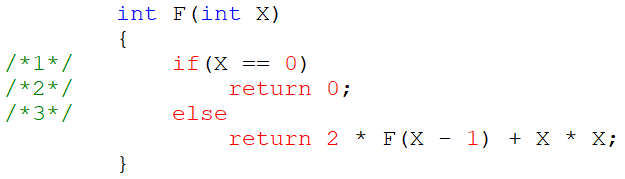 int F(int X)
{
/*1*/ if(X == 0)
/*2*/ return 0;
/*3*/ else
return 2 * F(X - 1) + X * X;
}